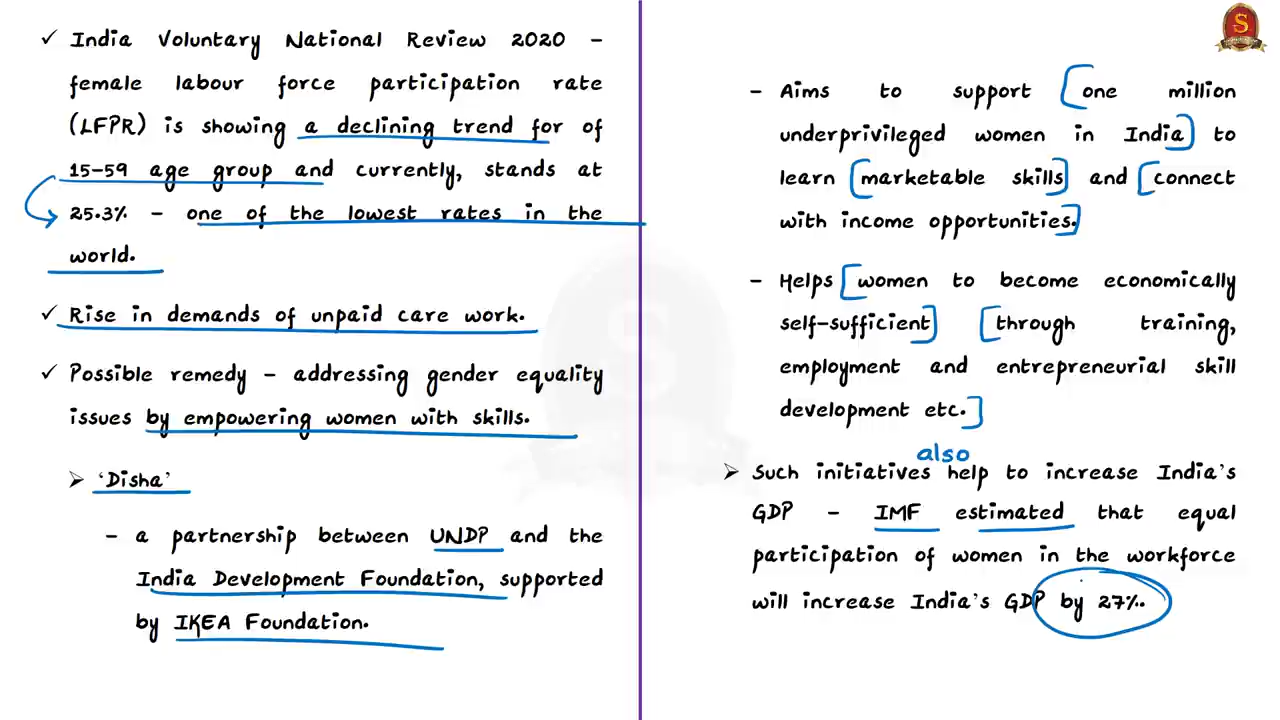 ✓ India Voluntary National Review 2020 –
female labour force participation rate
(LFPR) is showing a declining trend for of
15-59 age group and currently, stands at
25.3% - one of the lowest rates in the
world.
✓ Rise in demands of unpaid care work.
✓ Possible remedy – addressing gender equality
issues by empowering women with skills.
➢ ‘Disha’
- a partnership between UNDP and the
India Development Foundation, supported
by IKEA Foundation.
S
- Aims to support [one million
underprivileged women in India] to
learn [marketable skills] and [connect
with income opportunities.]
- Helps [women to become economically
self-sufficient] [through training,
employment and entrepreneurial skill
development etc.]
also
➢ Such initiatives help to increase India's
GDP - IMF estimated that equal
participation of women in the workforce
will increase India's GDP by 27%.